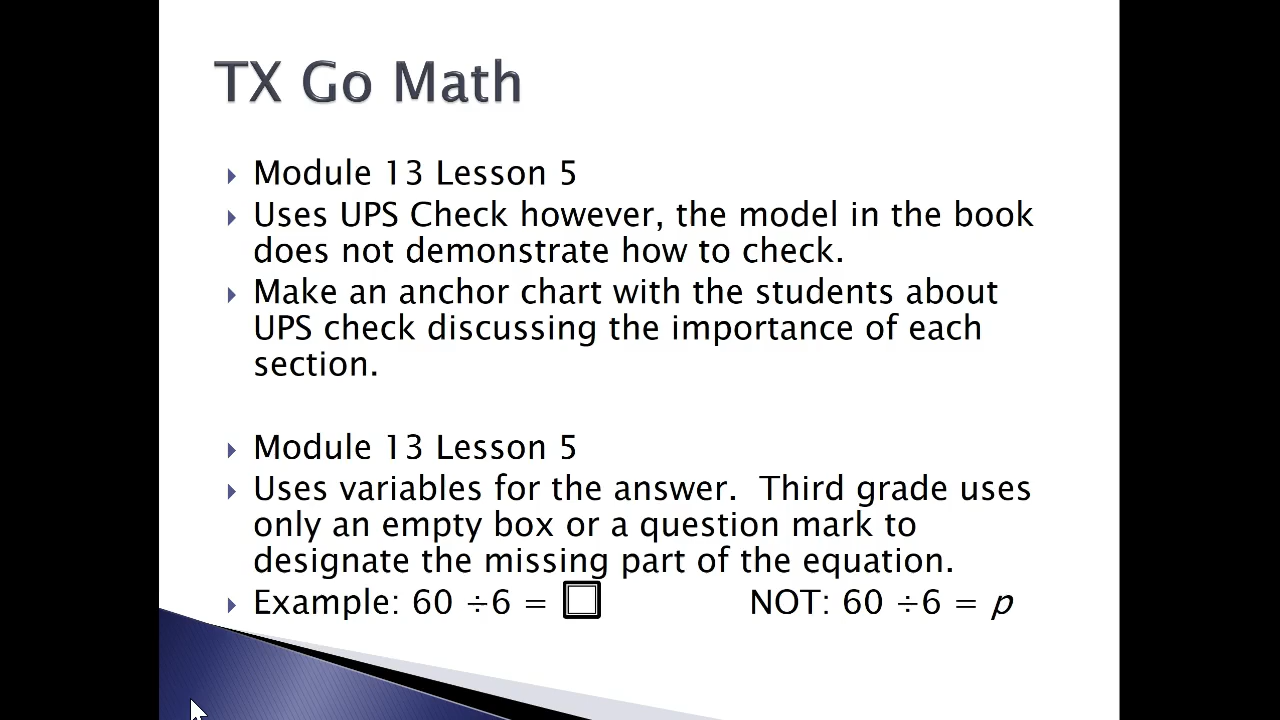 TX Go Math
Module 13 Lesson 5
Uses UPS Check however, the model in the book
does not demonstrate how to check.
Make an anchor chart with the students about
UPS check discussing the importance of each
section.
Module 13 Lesson 5
Uses variables for the answer.  Third grade uses
only an empty box or a question mark to
designate the missing part of the equation.
Example: 60 ÷6 = □ NOT: 60 ÷6 = p